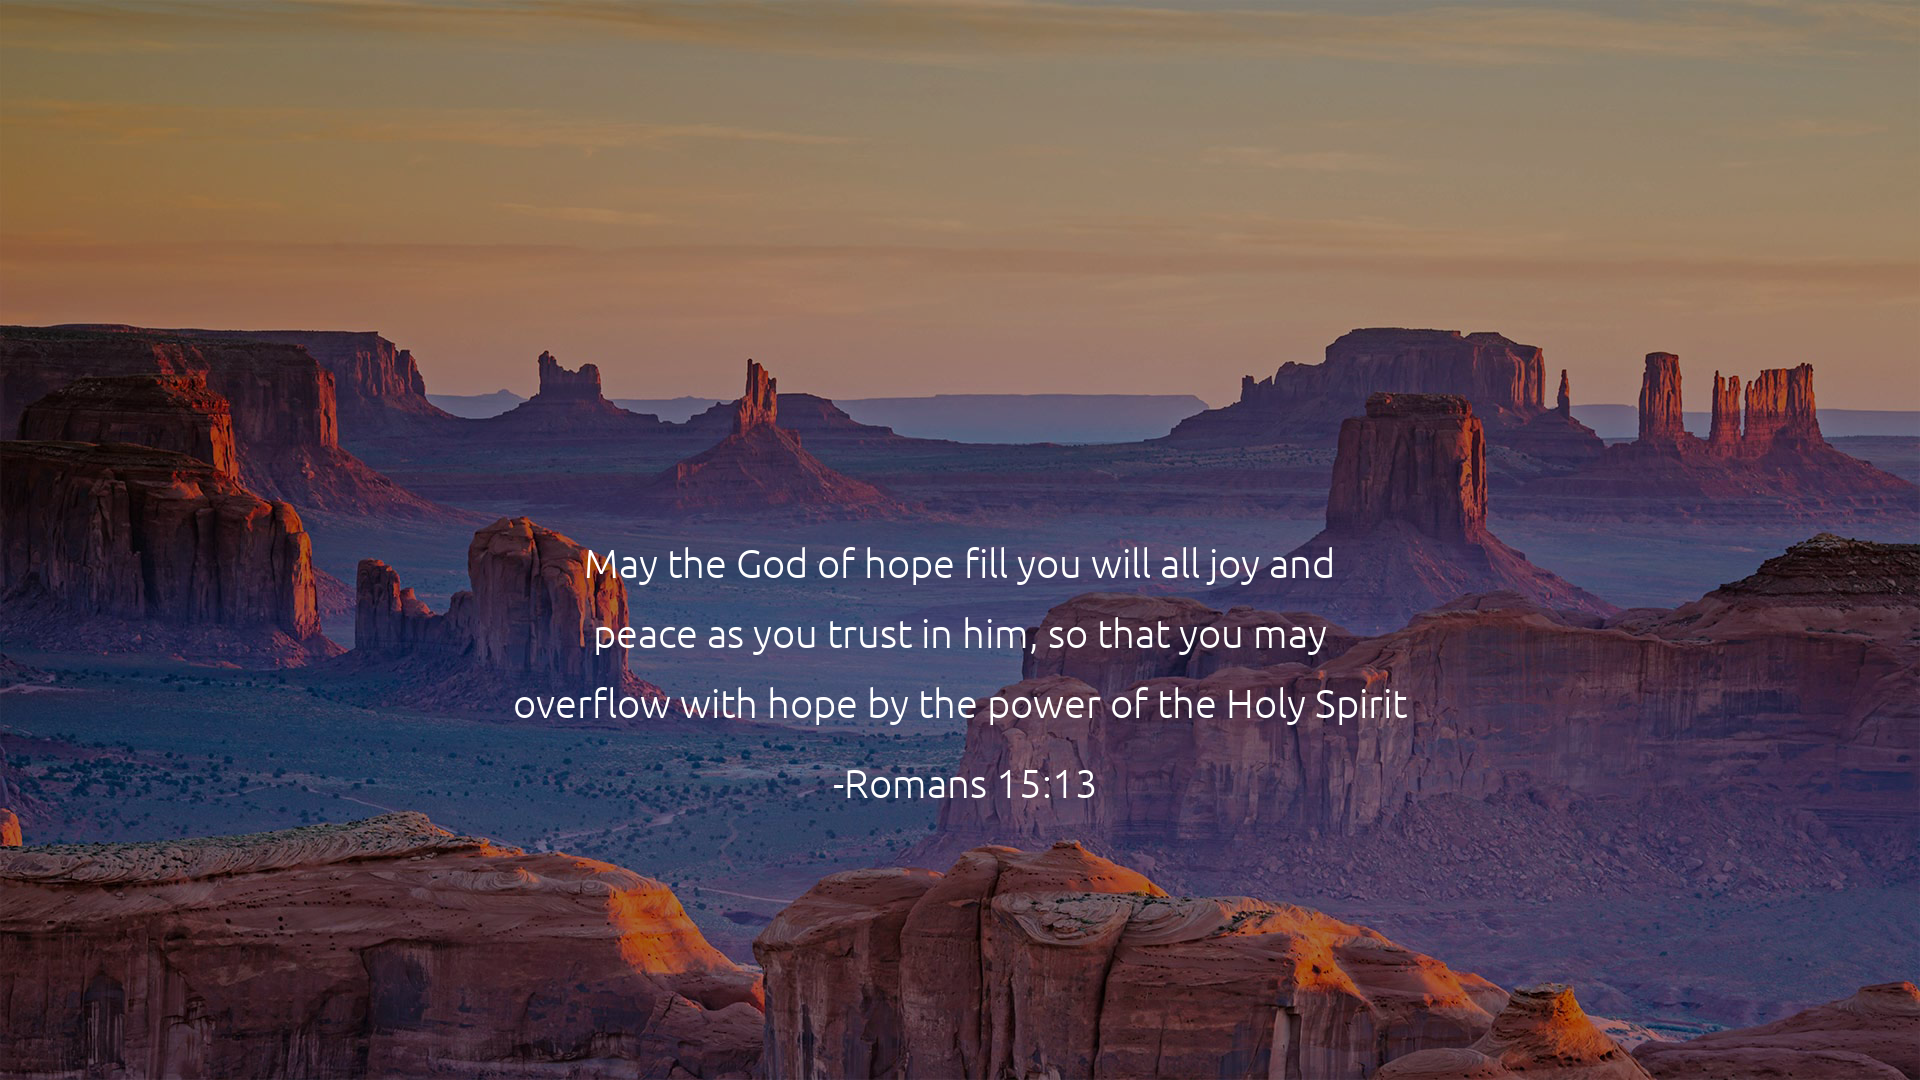 May the God of hope fill you will all joy and
peace as you trust in him, so that you may
overflow with hope by the power of the Holy Spirit
-Romans 15:13